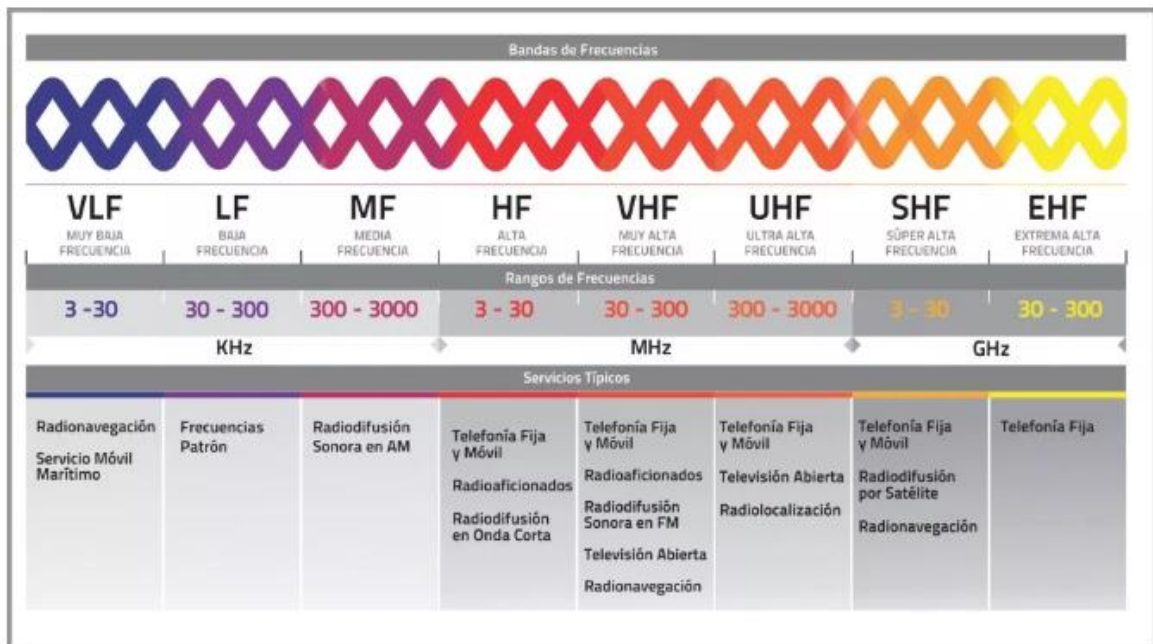 Bandas de Frecuencias
VLF
MUY BAJA
FRECUENCIA
LF
BAJA
FRECUENCIA
MF
MEDIA
FRECUENCIA
HF
ALTA
FRECUENCIA
VHF
MUY ALTA
FRECUENCIA
UHF
ULTRA ALTA
FRECUENCIA
SHF
SÚPER ALTA
FRECUENCIA
EHF
EXTREMA ALTA
FRECUENCIA
Rangos de Frecuencias
3 -30
30 - 300
300 - 3000
3 - 30
30 - 300
300 - 3000
3 - 30
30 - 300
KHz
MHz
GHz
Servicios Típicos
Radionavegación
Servicio Móvil
Marítimo
Frecuencias
Patrón
Radiodifusión
Sonora en AM
Telefonía Fija
y Móvil
Radioaficionados
Radiodifusión
en Onda Corta
Telefonía Fija
y Móvil
Radioaficionados
Radiodifusión
Sonora en FM
Televisión Abierta
Radionavegación
Telefonía Fija
y Móvil
Televisión Abierta
Radiolocalización
Telefonía Fija
y Móvil
Radiodifusión
por Satélite
Radionavegación
Telefonía Fija